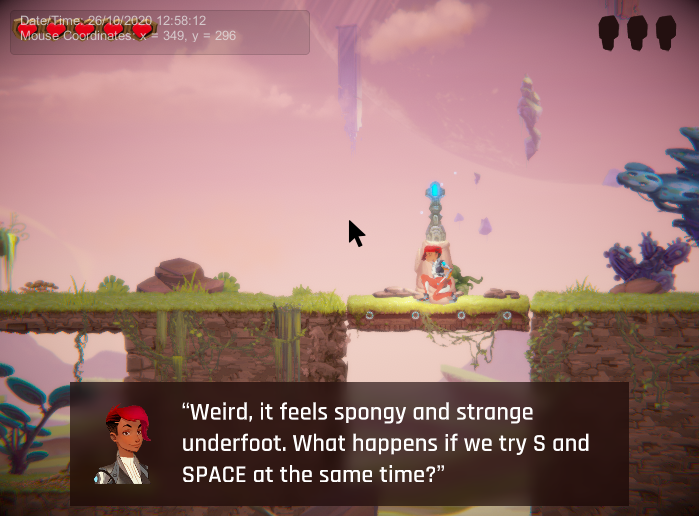 Date/Time: 26/10/2020 12:58:12
Mouse Coordinates: x = 349, y = 296
“Weird, it feels spongy and strange
underfoot. What happens if we try S and
SPACE at the same time?”